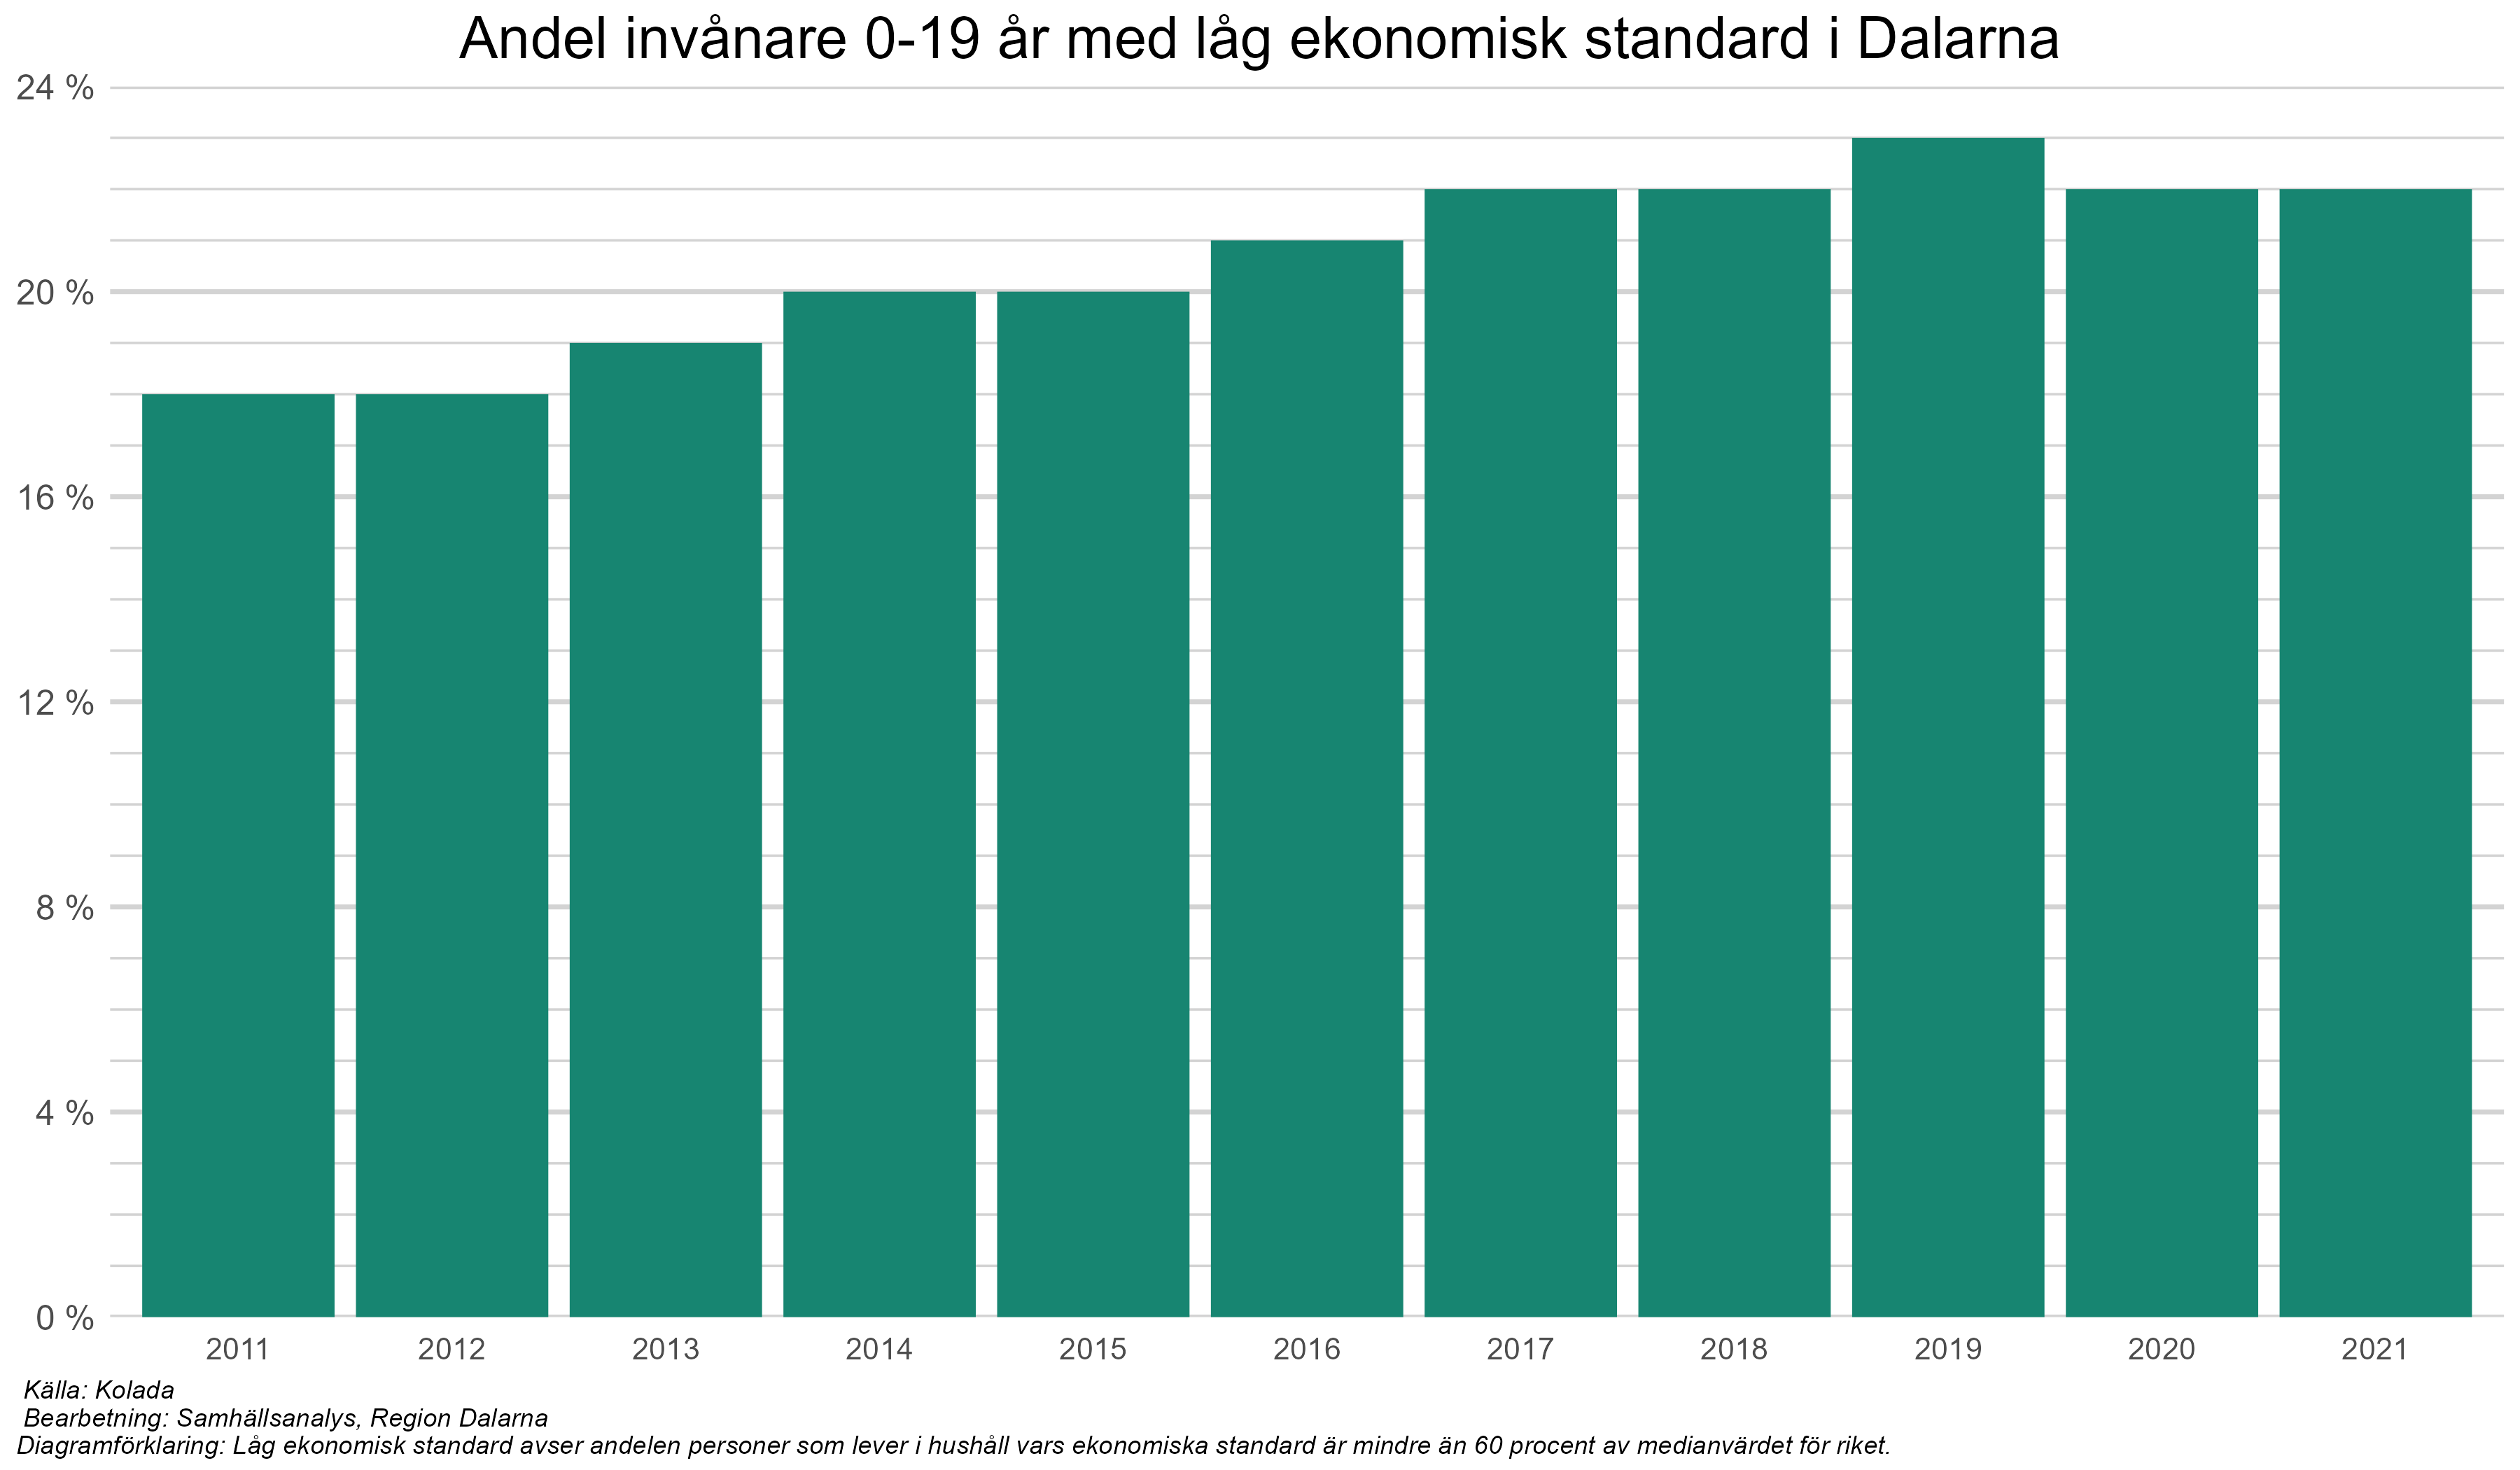 Andel invånare 0-19 år med låg ekonomisk standard i Dalarna
24 %
20 %
16 %
12 %
8 %
4 %
0 %
2011 2012 2013 2014 2015 2016 2017 2018 2019 2020 2021
Källa: Kolada
Bearbetning: Samhällsanalys, Region Dalarna
Diagramförklaring: Låg ekonomisk standard avser andelen personer som lever i hushåll vars ekonomiska standard är mindre än 60 procent av medianvärdet för riket.